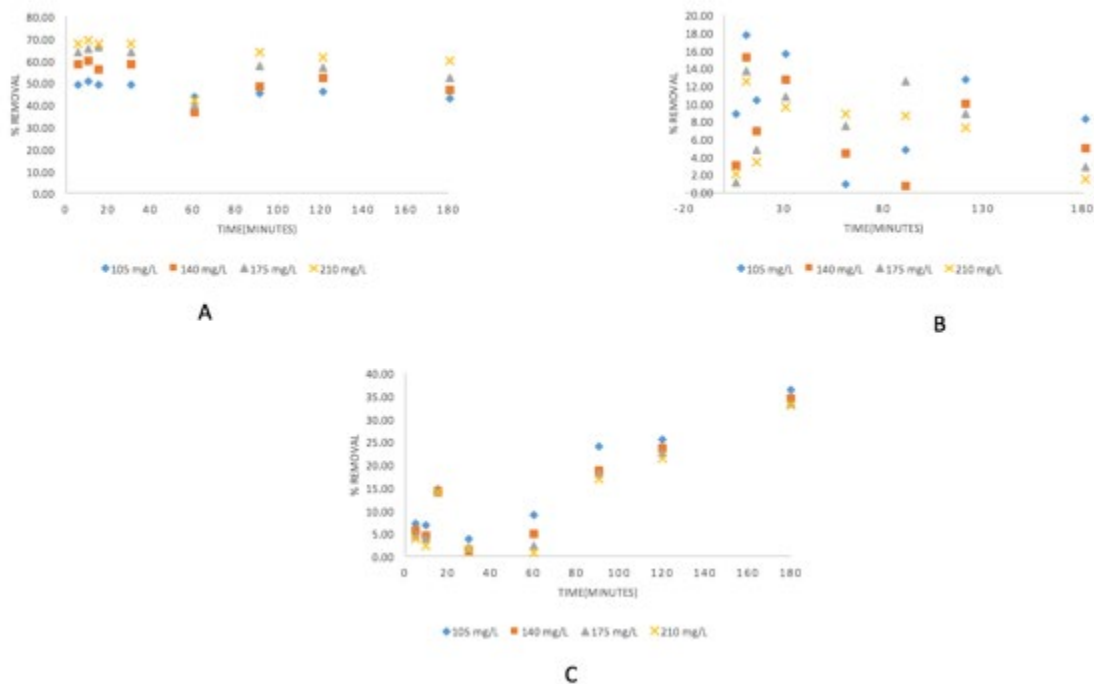 80.00
70.00
60.00
50.00
40.00
30.00
20.00
10.00
0.00
% REMOVAL
0 20 40 60 80 100 120 140 160 180
TIME(MINUTES)
105 mg/L 140 mg/L 175 mg/L 210 mg/L
A
20.00
18.00
16.00
14.00
12.00
10.00
8.00
6.00
4.00
2.00
0.00
% REMOVAL
-20 30 80 130 180
TIME(MINUTES)
105 mg/L 140 mg/L 175 mg/L 210 mg/L
B
40.00
35.00
30.00
25.00
20.00
15.00
10.00
5.00
0.00
% REMOVAL
0 20 40 60 80 100 120 140 160 180
TIME(MINUTES)
105 mg/L 140 mg/L 175 mg/L 210 mg/L
C